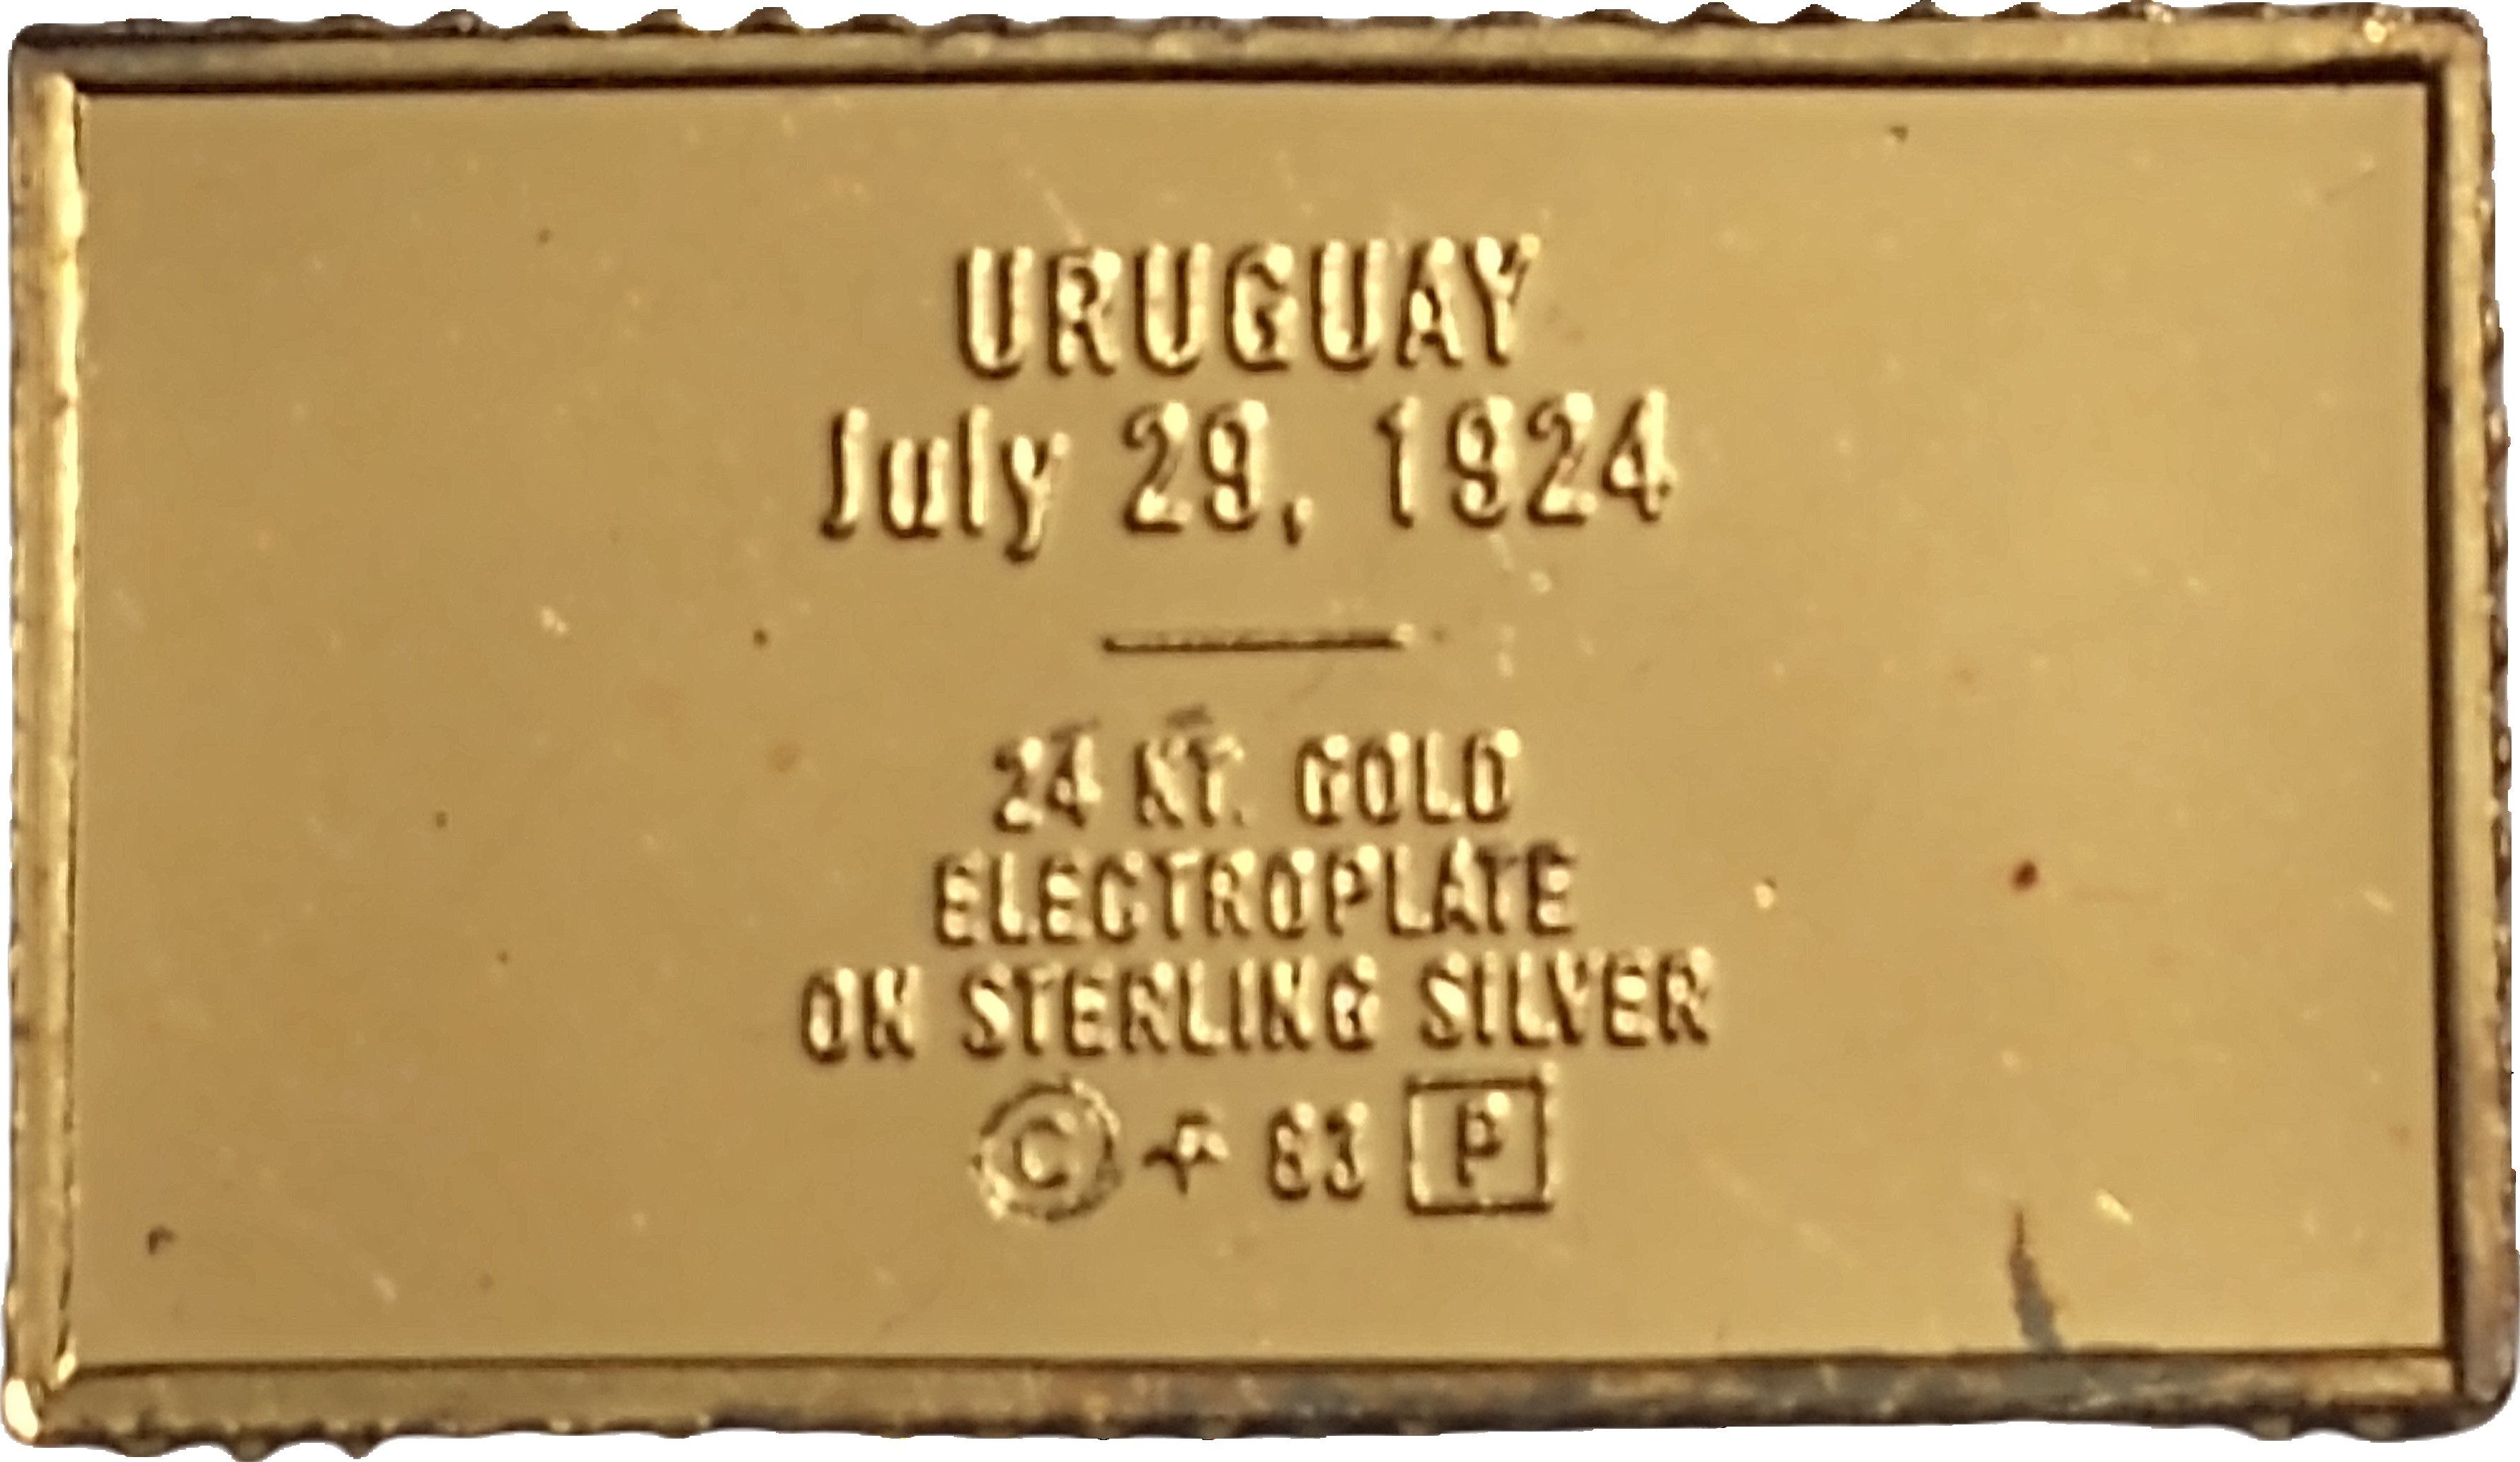 URUGUAY
July 29, 1924
24 KT. GOLD
ELECTROPLATE
ON STERLING SILVER
© 83 P